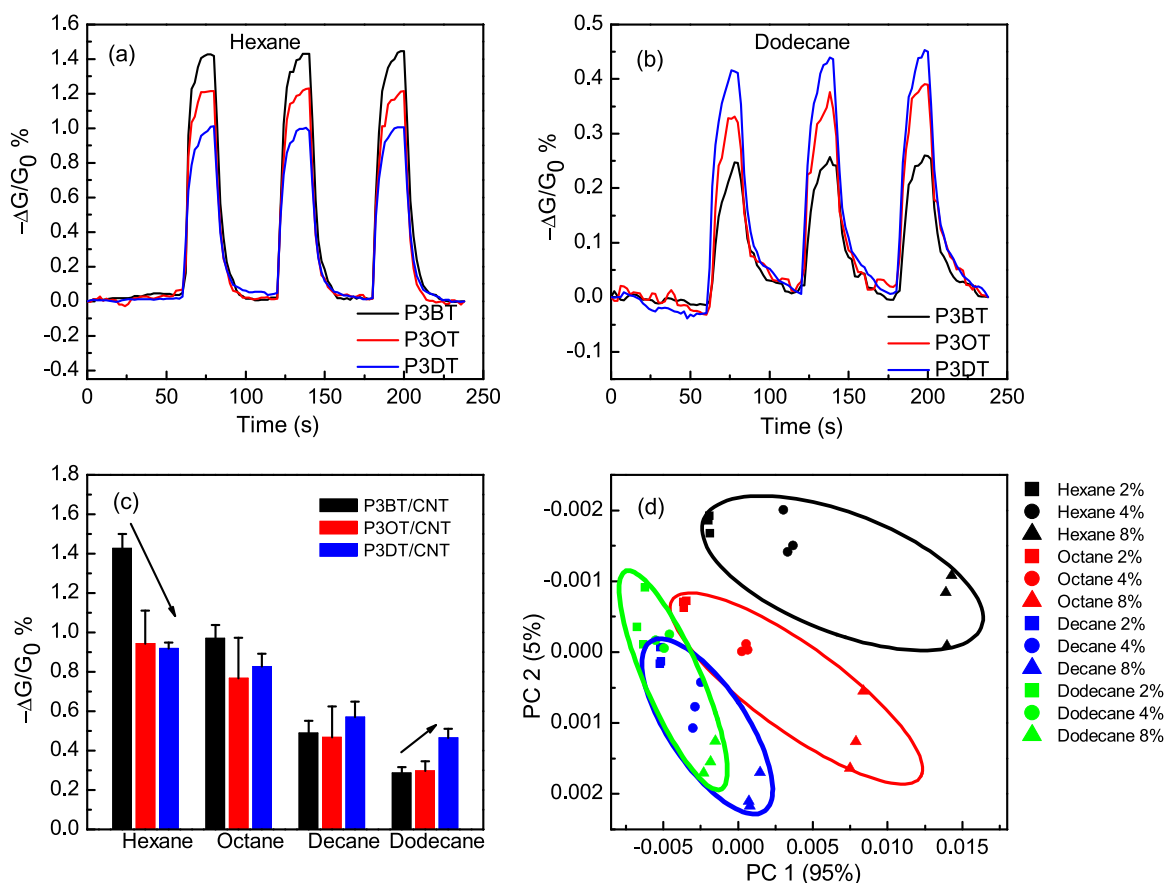 (a)
Hexane
1.6
1.4
1.2
1.0
0.8
0.6
0.4
0.2
0.0
-0.2
-0.4
−ΔG/G0 %
P3BT
P3OT
P3DT
0 50 100 150 200 250
Time (s)
(b)
Dodecane
0.5
0.4
0.3
0.2
0.1
0.0
-0.1
−ΔG/G0 %
P3BT
P3OT
P3DT
0 50 100 150 200 250
Time (s)
(c)
1.8
1.6
1.4
1.2
1.0
0.8
0.6
0.4
0.2
0.0
−ΔG/G0 %
P3BT/CNT
P3OT/CNT
P3DT/CNT
Hexane Octane Decane Dodecane
(d)
-0.002
-0.001
0.000
0.001
0.002
PC 2 (5%)
-0.005 0.000 0.005 0.010 0.015
PC 1 (95%)
Hexane 2%
Hexane 4%
Hexane 8%
Octane 2%
Octane 4%
Octane 8%
Decane 2%
Decane 4%
Decane 8%
Dodecane 2%
Dodecane 4%
Dodecane 8%